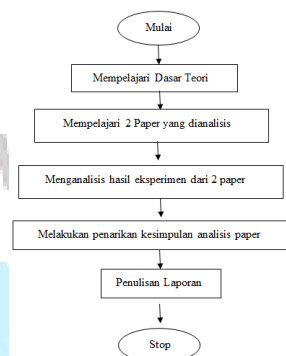 Mulai
Mempelajari Dasar Teori
Mempelajari 2 Paper yang dianalisis
Menganalisis hasil eksperimen dari 2 paper
Melakukan penarikan kesimpulan analisis paper
Penulisan Laporan
Stop